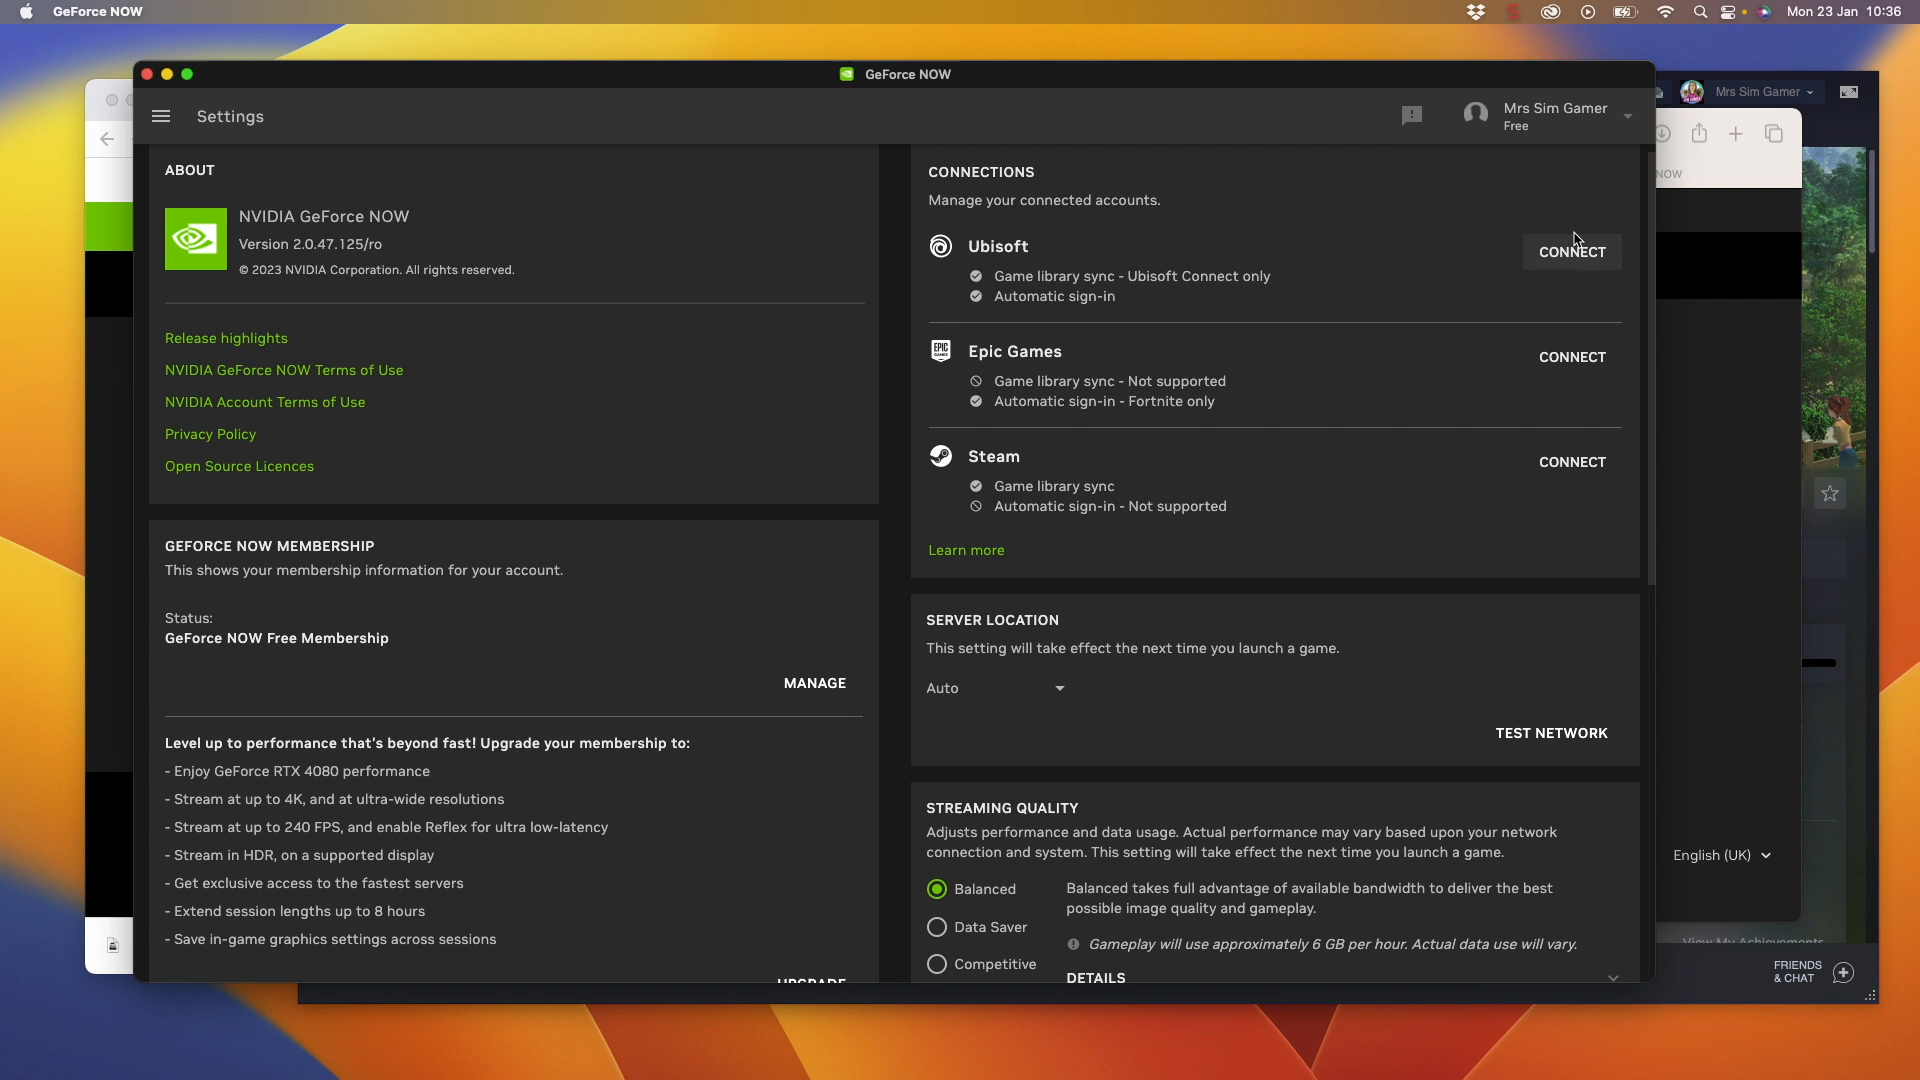 GeForce NOW
Mon 23 Jan 10:36
GeForce NOW
Mrs Sim Gamer
Settings
Mrs Sim Gamer
Free
NOW
ABOUT
NVIDIA GeForce NOW
Version 2.0.47.125/ro
© 2023 NVIDIA Corporation. All rights reserved.
Release highlights
NVIDIA GeForce NOW Terms of Use
NVIDIA Account Terms of Use
Privacy Policy
Open Source Licences
GEFORCE NOW MEMBERSHIP
This shows your membership information for your account.
Status:
GeForce NOW Free Membership
MANAGE
Level up to performance that's beyond fast! Upgrade your membership to:
- Enjoy GeForce RTX 4080 performance
- Stream at up to 4K, and at ultra-wide resolutions
- Stream at up to 240 FPS, and enable Reflex for ultra low-latency
- Stream in HDR, on a supported display
- Get exclusive access to the fastest servers
- Extend session lengths up to 8 hours
- Save in-game graphics settings across sessions
UPGRADE
CONNECTIONS
Manage your connected accounts.
Ubisoft
CONNECT
Game library sync - Ubisoft Connect only
Automatic sign-in
EPIC
GAMES
Epic Games
CONNECT
Game library sync - Not supported
Automatic sign-in - Fortnite only
Steam
CONNECT
Game library sync
Automatic sign-in - Not supported
Learn more
SERVER LOCATION
This setting will take effect the next time you launch a game.
Auto
TEST NETWORK
STREAMING QUALITY
Adjusts performance and data usage. Actual performance may vary based upon your network
connection and system. This setting will take effect the next time you launch a game.
Balanced
Balanced takes full advantage of available bandwidth to deliver the best
possible image quality and gameplay.
Data Saver
Gameplay will use approximately 6 GB per hour. Actual data use will vary.
Competitive
DETAILS
English (UK)
View My Achievements
FRIENDS
& CHAT